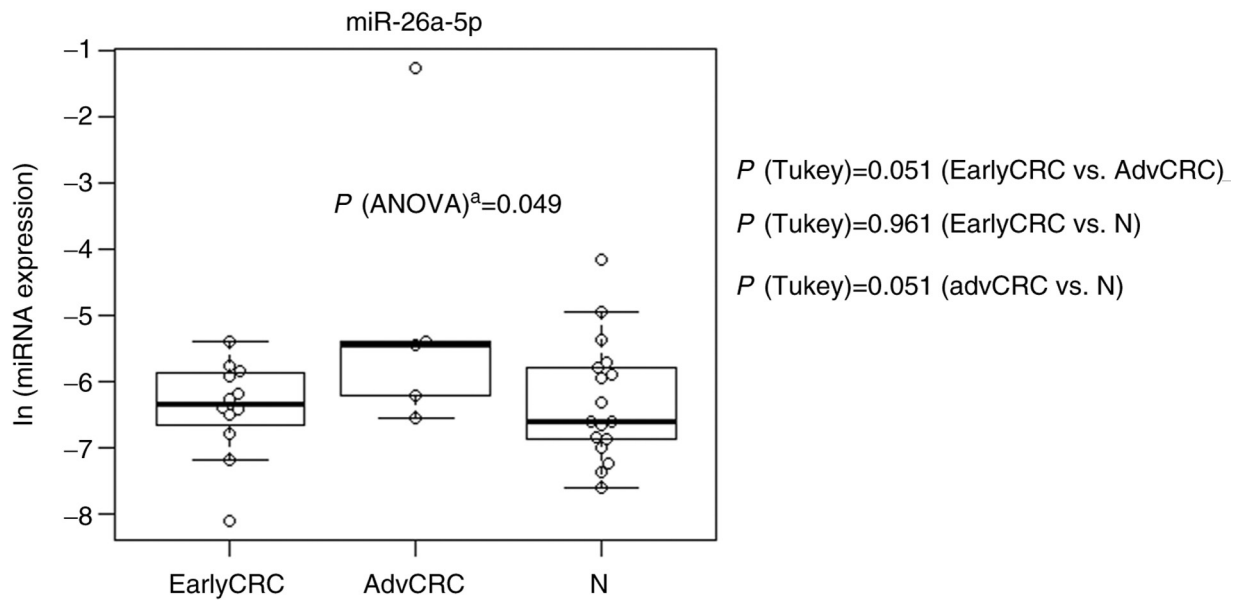 miR-26a-5p
ln (miRNA expression)
–1
–2
–3
–4
–5
–6
–7
–8
P (ANOVA)ᵃ=0.049
P (Tukey)=0.051 (EarlyCRC vs. AdvCRC)
P (Tukey)=0.961 (EarlyCRC vs. N)
P (Tukey)=0.051 (advCRC vs. N)
EarlyCRC
AdvCRC
N